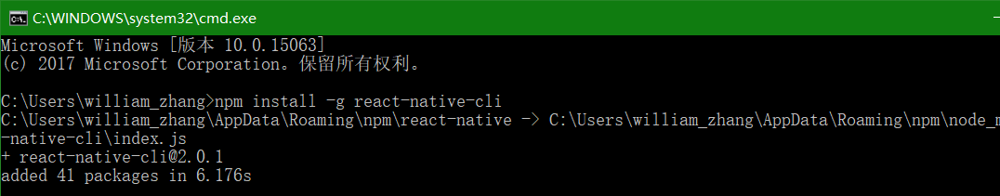 C:\WINDOWS\system32\cmd.exe
Microsoft Windows [版本 10.0.15063]
(c) 2017 Microsoft Corporation。保留所有权利。
C:\Users\william_zhang>npm install -g react-native-cli
C:\Users\william_zhang\AppData\Roaming\npm\react-native -> C:\Users\william_zhang\AppData\Roaming\npm\node_m
-native-cli\index.js
+ react-native-cli@2.0.1
added 41 packages in 6.176s